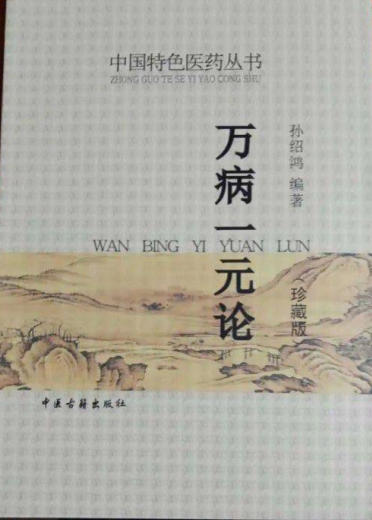 中国特色医药丛书
ZHONG GUO TE SE YI YAO CONG SHU
万病一元论
孙绍鸿 编著
WAN BING YI YUAN LUN
珍藏版
中医古籍出版社